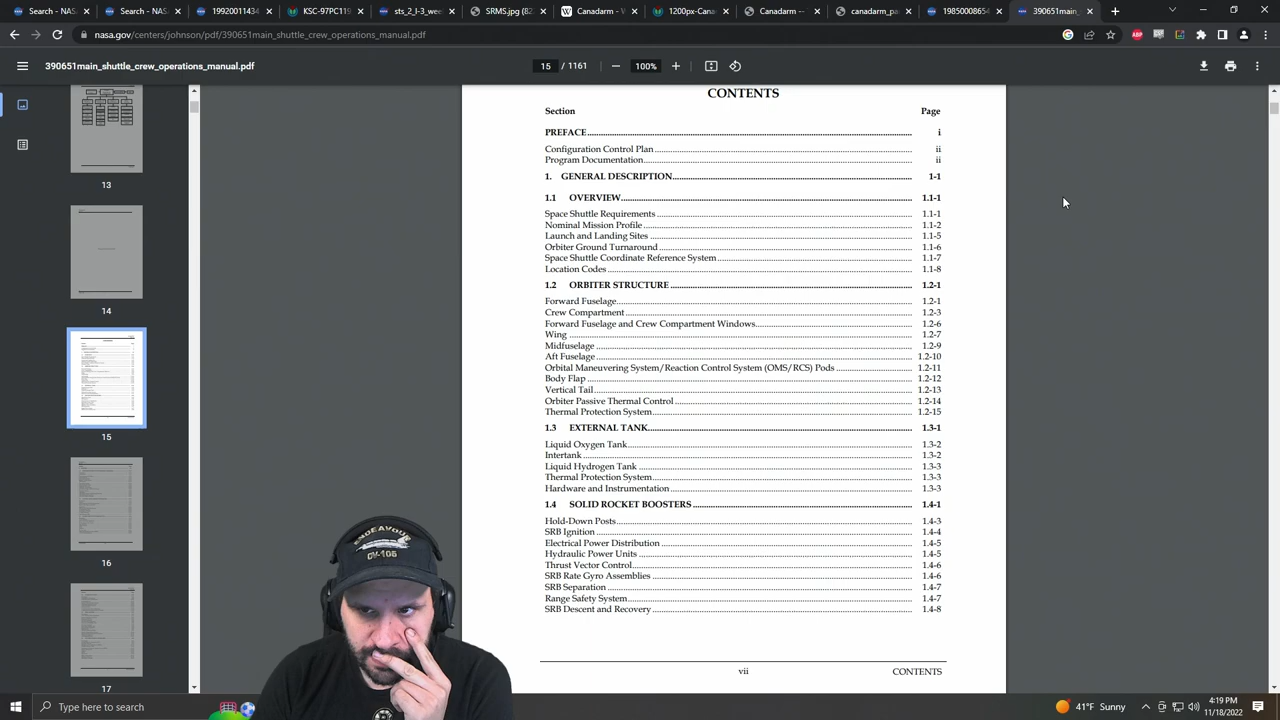 Search - NAS
Search - NAS
1992001143
KSC-97PC119
sts_2_3_wee
SRMS.jpg (82
Canadarm - W
1200px-Cana
Canadarm --
canadarm_pa
1985000865
390651main_
nasa.gov/centers/johnson/pdf/390651main_shuttle_crew_operations_manual.pdf
390651main_shuttle_crew_operations_manual.pdf
15 / 1161
100%
13
14
15
16
17
CONTENTS
Section Page
PREFACE i
Configuration Control Plan ii
Program Documentation ii
1. GENERAL DESCRIPTION 1-1
1.1 OVERVIEW 1.1-1
Space Shuttle Requirements 1.1-1
Nominal Mission Profile 1.1-2
Launch and Landing Sites 1.1-5
Orbiter Ground Turnaround 1.1-6
Space Shuttle Coordinate Reference System 1.1-7
Location Codes 1.1-8
1.2 ORBITER STRUCTURE 1.2-1
Forward Fuselage 1.2-1
Crew Compartment 1.2-3
Forward Fuselage and Crew Compartment Windows 1.2-6
Wing 1.2-7
Midfuselage 1.2-9
Aft Fuselage 1.2-10
Orbital Maneuvering System/Reaction Control System (OMS/RCS) Pods 1.2-11
Body Flap 1.2-12
Vertical Tail 1.2-13
Orbiter Passive Thermal Control 1.2-14
Thermal Protection System 1.2-15
1.3 EXTERNAL TANK 1.3-1
Liquid Oxygen Tank 1.3-2
Intertank 1.3-2
Liquid Hydrogen Tank 1.3-3
Thermal Protection System 1.3-3
Hardware and Instrumentation 1.3-3
1.4 SOLID ROCKET BOOSTERS 1.4-1
Hold-Down Posts 1.4-3
SRB Ignition 1.4-4
Electrical Power Distribution 1.4-5
Hydraulic Power Units 1.4-5
Thrust Vector Control 1.4-6
SRB Rate Gyro Assemblies 1.4-6
SRB Separation 1.4-7
Range Safety System 1.4-7
SRB Descent and Recovery 1.4-8
vii CONTENTS
ENDEAVOUR
OV-105
Type here to search
41°F Sunny
4:19 PM
11/18/2022